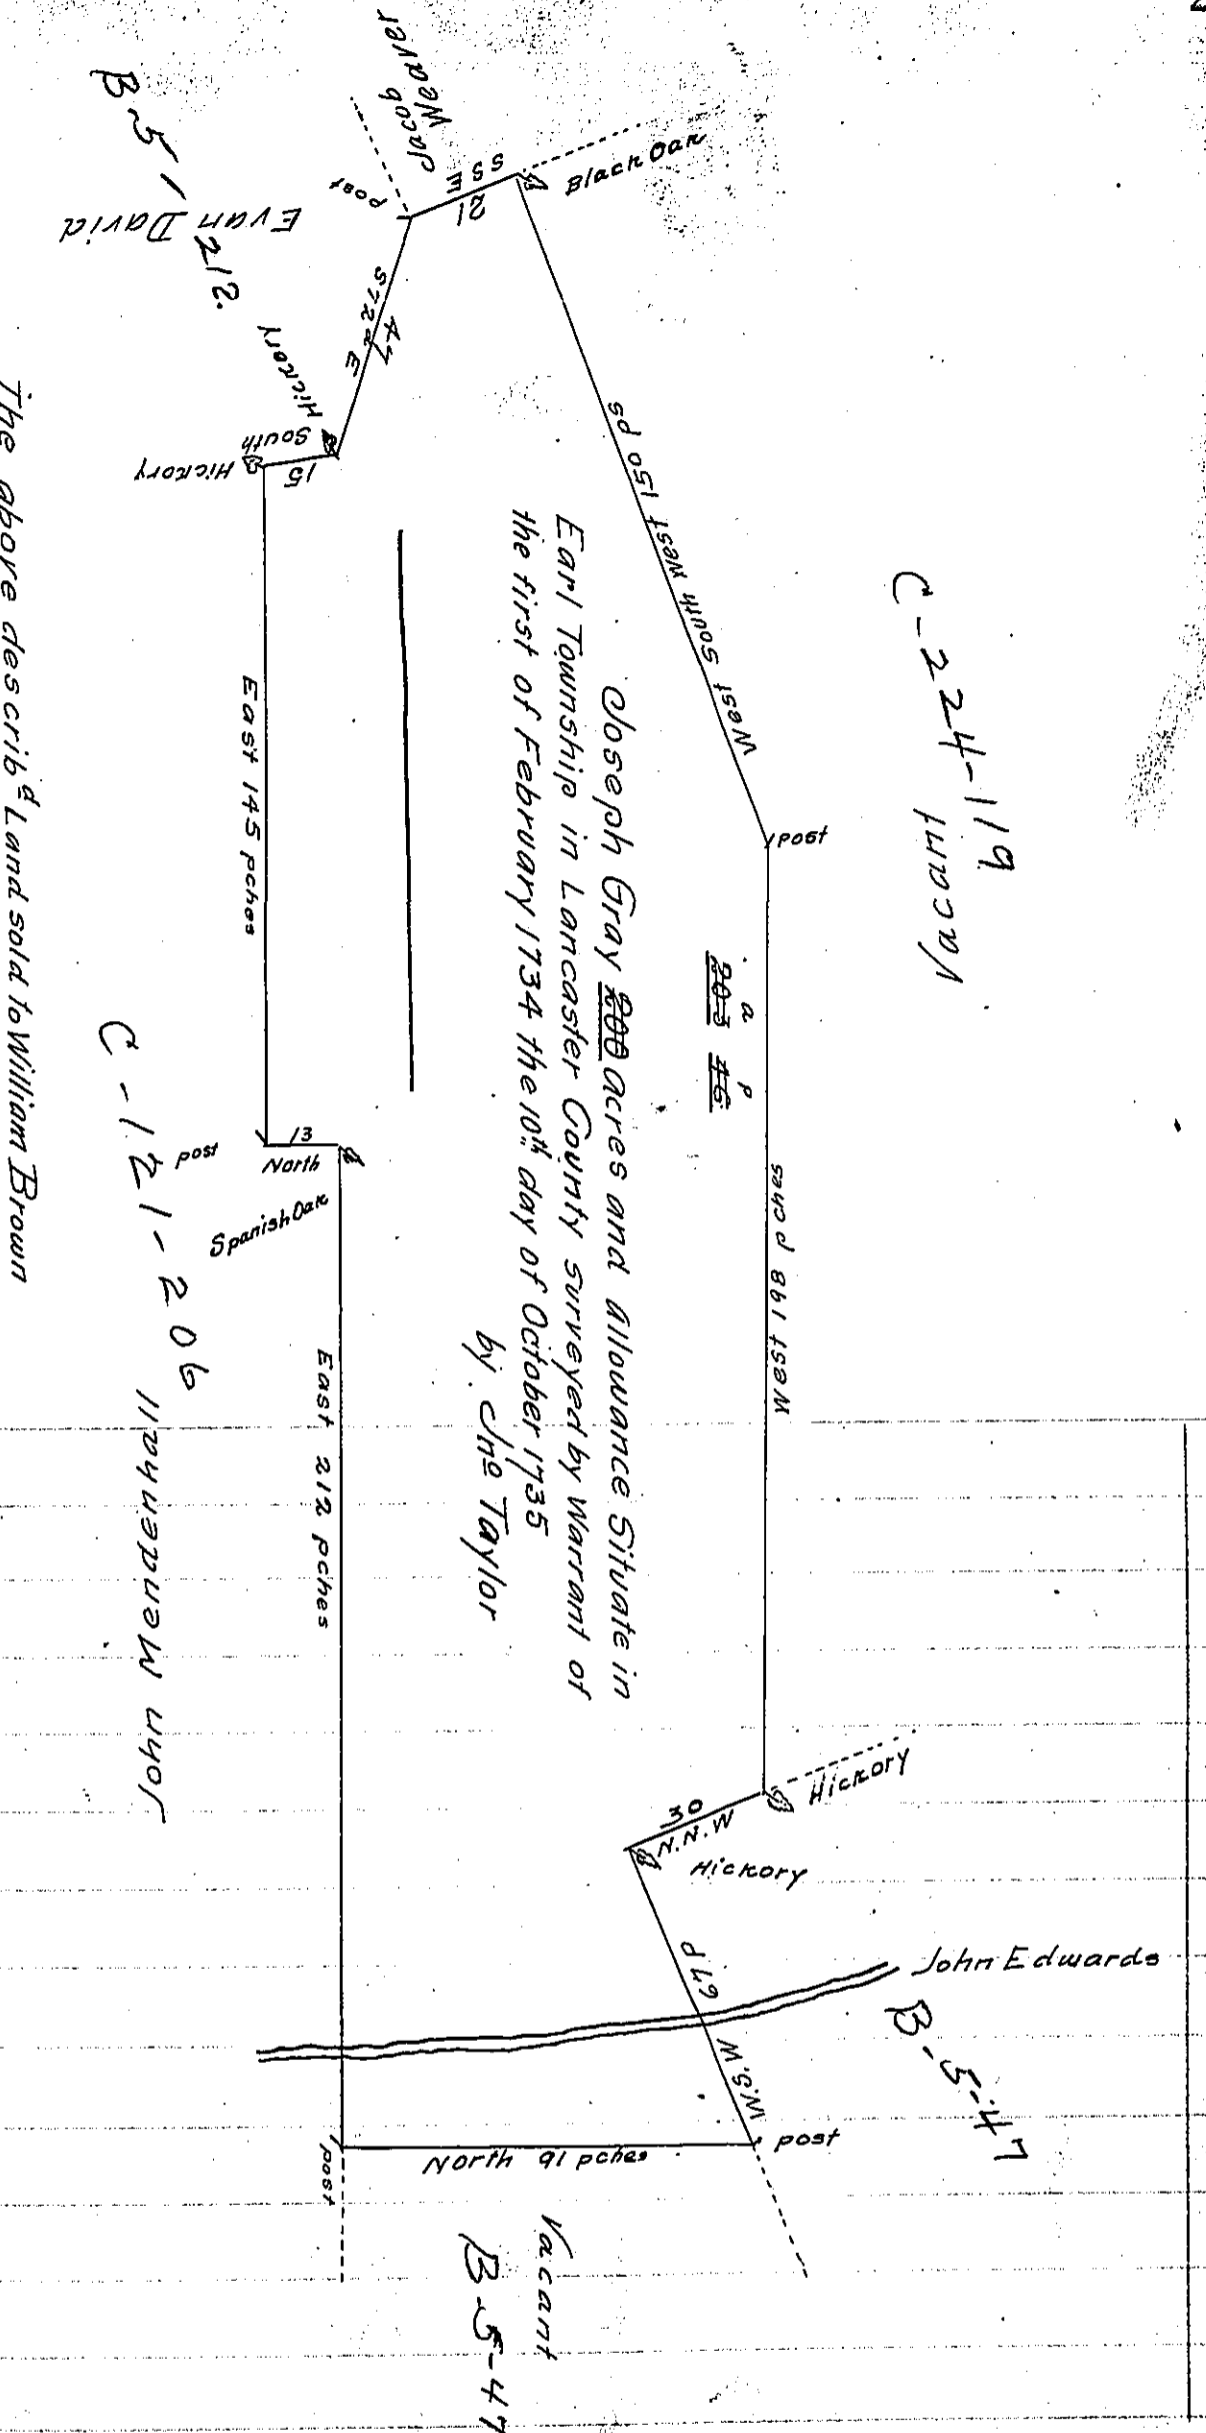 C-224-119
Vacant
Black Oak
SSE
21
Jacob
Weaver
Post
Evan David
B-5-212.
S 72 d E
47
Hickory
South
15
Hickory
West South West 150 ps
post
West 198 pches
a p
203 46
Joseph Gray 200 acres and Allowance Situate in
Earl Township in Lancaster County surveyed by Warrant of
the first of February 1734 the 10th day of October 1735
by Jno Taylor
Hickory
30
N.N.W
Hickory
67 p
W.S.W
John Edwards
B-5-47
post
North 91 pches
Vacant
B-5-47
post
East 212 pches
Spanish Oak
13
North
post
East 145 pches
C-121-206
John Mendenhall
The above describd Land sold to William Brown